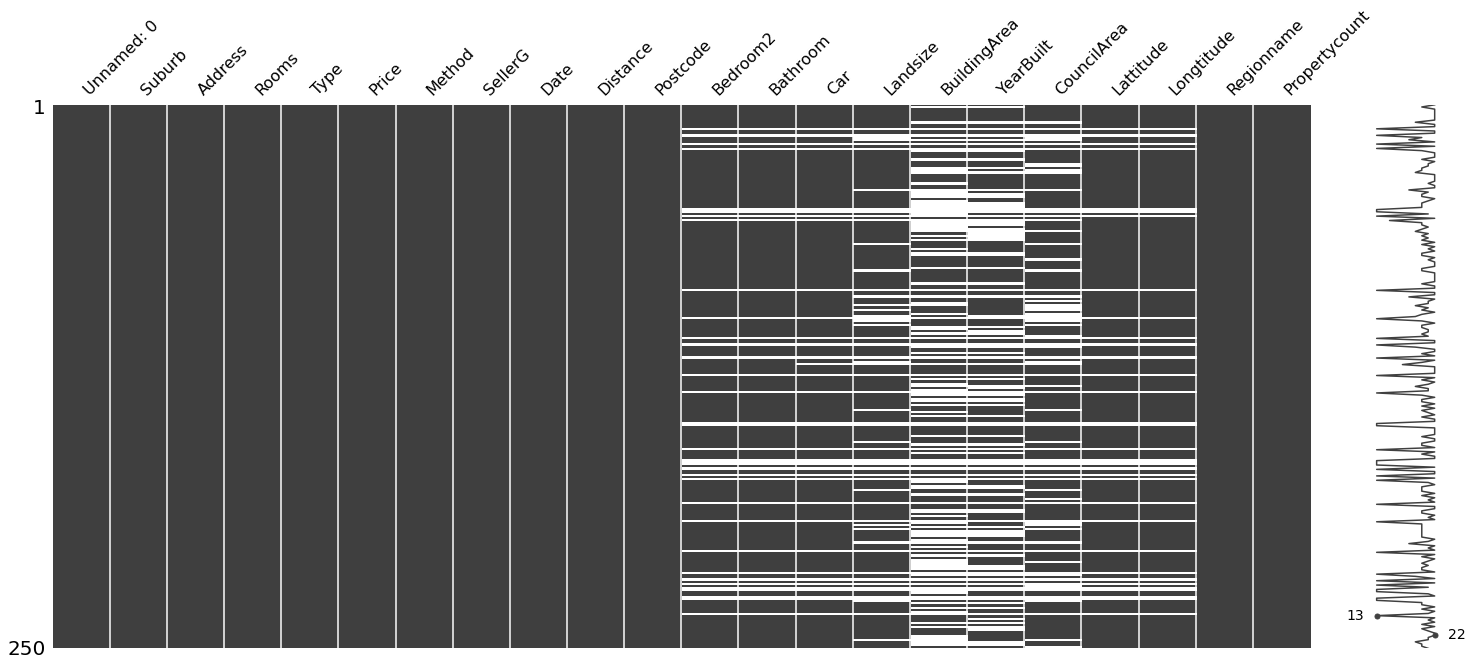 Unnamed: 0
Suburb
Address
Rooms
Type
Price
Method
SellerG
Date
Distance
Postcode
Bedroom2
Bathroom
Car
Landsize
BuildingArea
YearBuilt
CouncilArea
Lattitude
Longtitude
Regionname
Propertycount
1
13
22
250